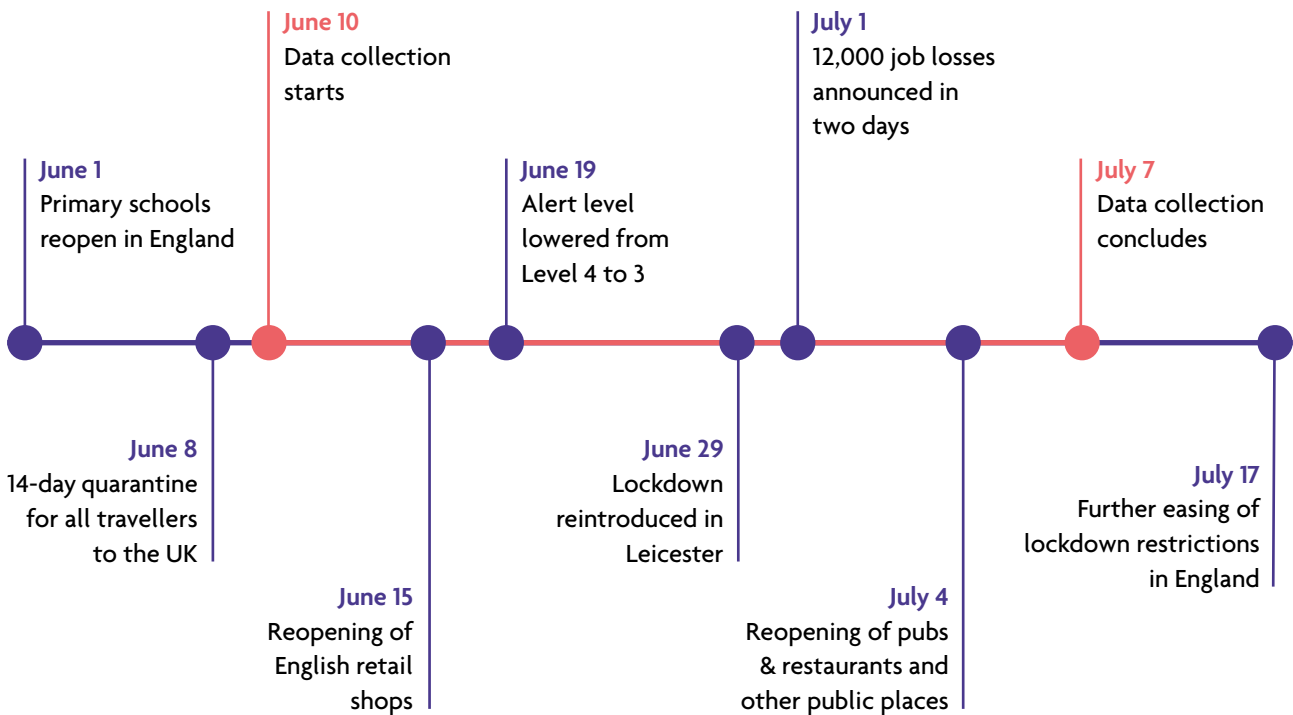 June 10
Data collection
starts
July 1
12,000 job losses
announced in
two days
June 1
Primary schools
reopen in England
June 19
Alert level
lowered from
Level 4 to 3
July 7
Data collection
concludes
June 8
14-day quarantine
for all travellers
to the UK
June 29
Lockdown
reintroduced in
Leicester
July 17
Further easing of
lockdown restrictions
in England
June 15
Reopening of
English retail
shops
July 4
Reopening of pubs
& restaurants and
other public places